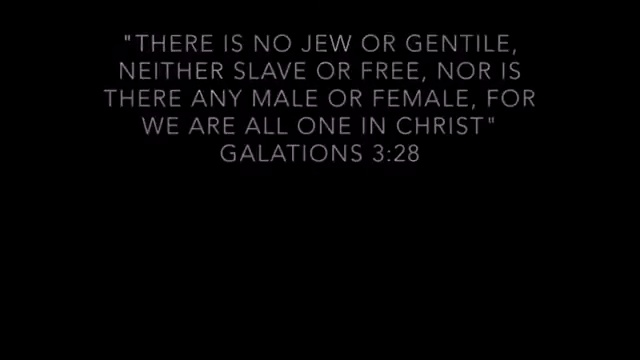 "THERE IS NO JEW OR GENTILE,
NEITHER SLAVE OR FREE, NOR IS
THERE ANY MALE OR FEMALE, FOR
WE ARE ALL ONE IN CHRIST"
GALATIONS 3:28